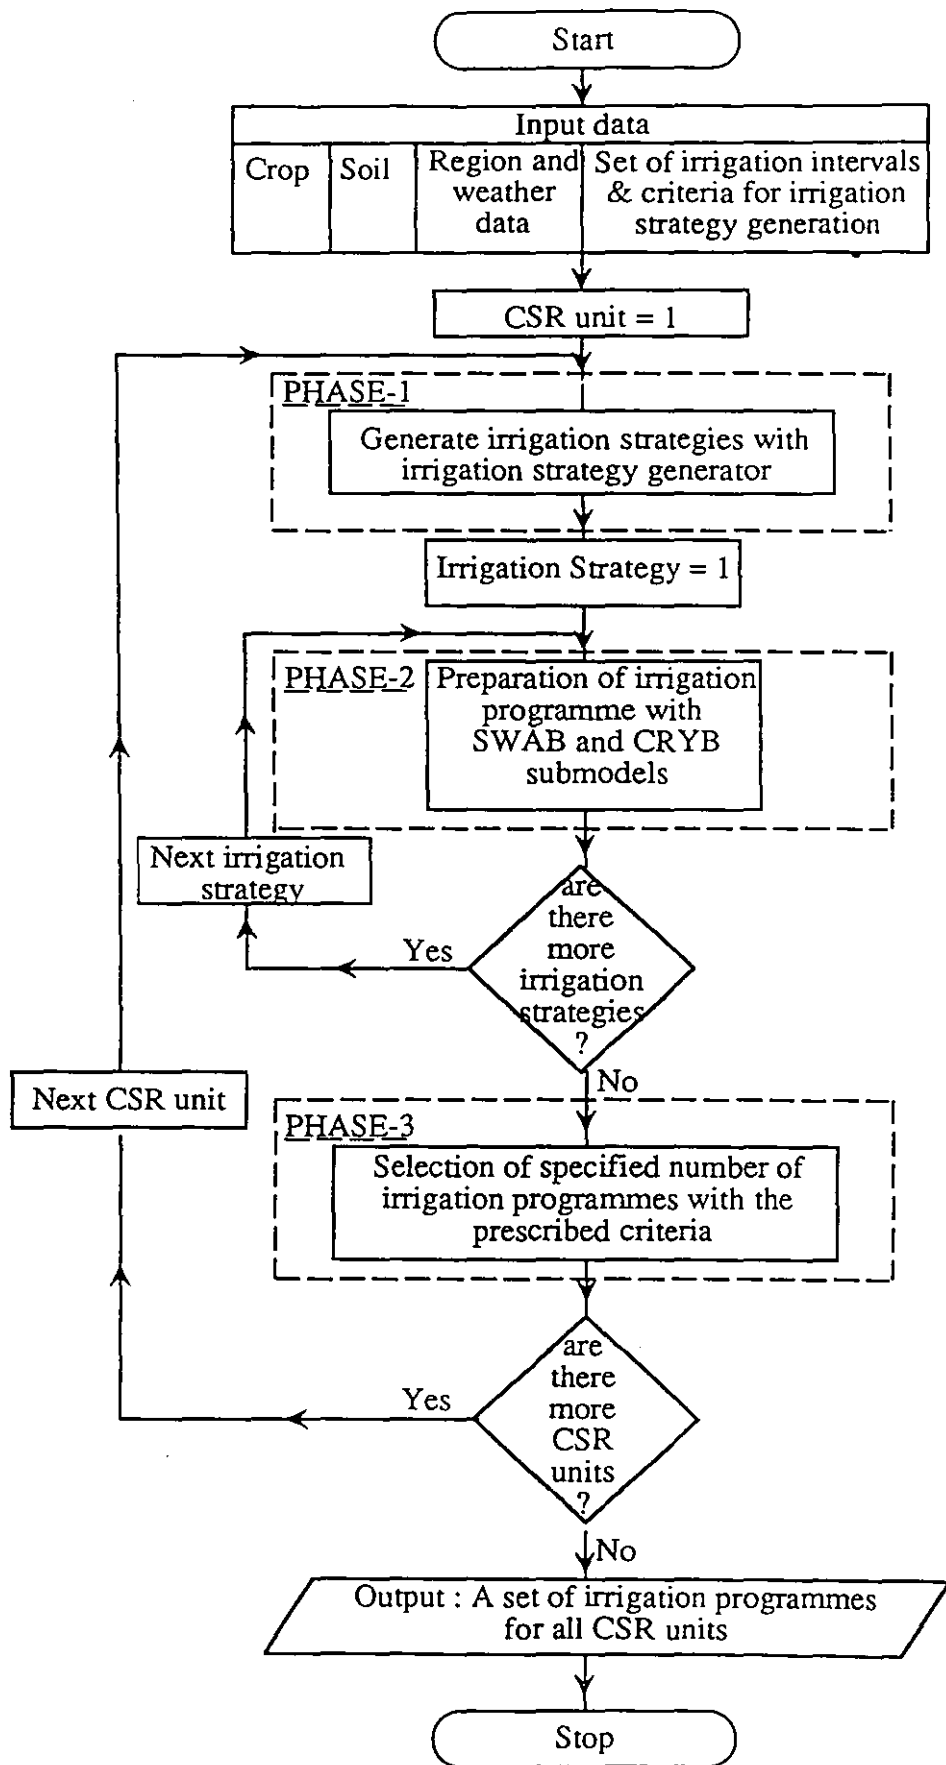 Start
Input data
Crop
Soil
Region and
weather
data
Set of irrigation intervals
& criteria for irrigation
strategy generation
CSR unit = 1
PHASE-1
Generate irrigation strategies with
irrigation strategy generator
Irrigation Strategy = 1
PHASE-2
Preparation of irrigation
programme with
SWAB and CRYB
submodels
Next irrigation
strategy
Yes
are
there
more
irrigation
strategies
?
No
Next CSR unit
PHASE-3
Selection of specified number of
irrigation programmes with the
prescribed criteria
Yes
are
there
more
CSR
units
?
No
Output : A set of irrigation programmes
for all CSR units
Stop